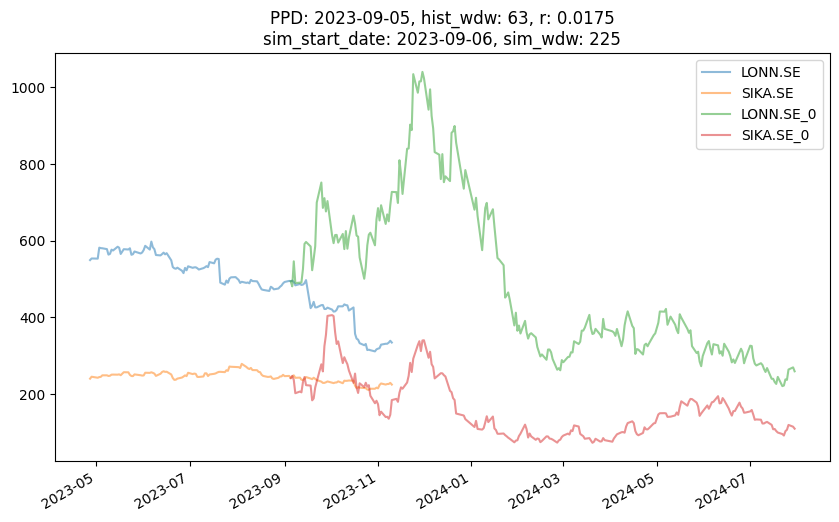 PPD: 2023-09-05, hist_wdw: 63, r: 0.0175
sim_start_date: 2023-09-06, sim_wdw: 225
LONN.SE
SIKA.SE
LONN.SE_0
SIKA.SE_0
1000
800
600
400
200
2023-05
2023-07
2023-09
2023-11
2024-01
2024-03
2024-05
2024-07